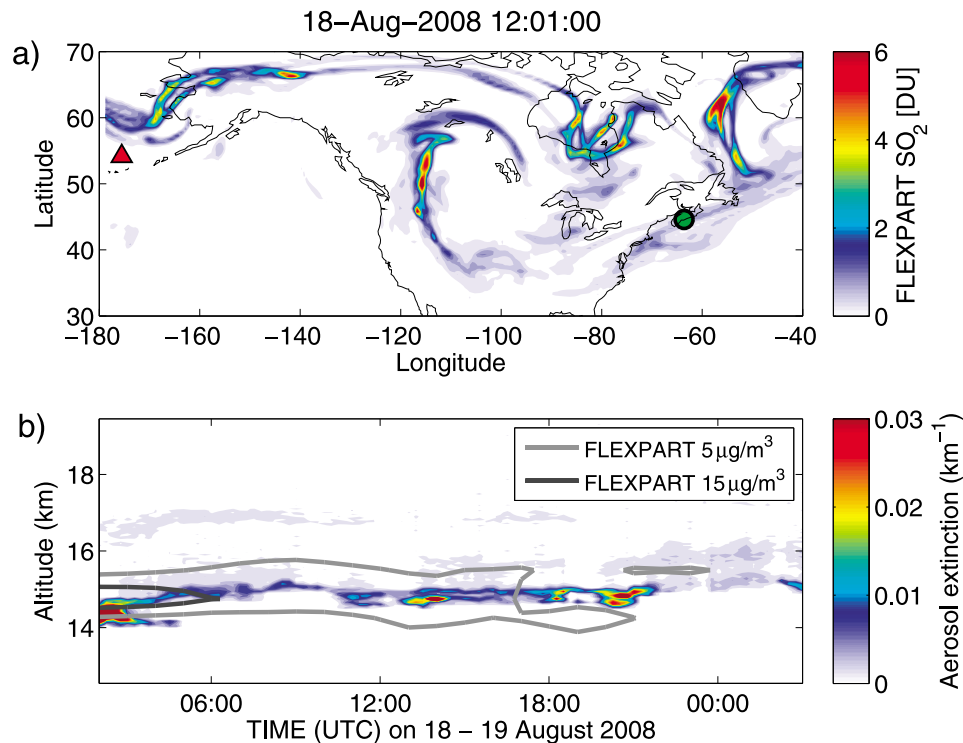 18-Aug-2008 12:01:00
a)
70
60
50
40
30
Latitude
-180
-160
-140
-120
-100
-80
-60
-40
Longitude
6
4
2
0
FLEXPART SO2 [DU]
b)
FLEXPART 5µg/m³
FLEXPART 15µg/m³
18
16
14
Altitude (km)
06:00
12:00
18:00
00:00
TIME (UTC) on 18 – 19 August 2008
0.03
0.02
0.01
0
Aerosol extinction (km⁻¹)